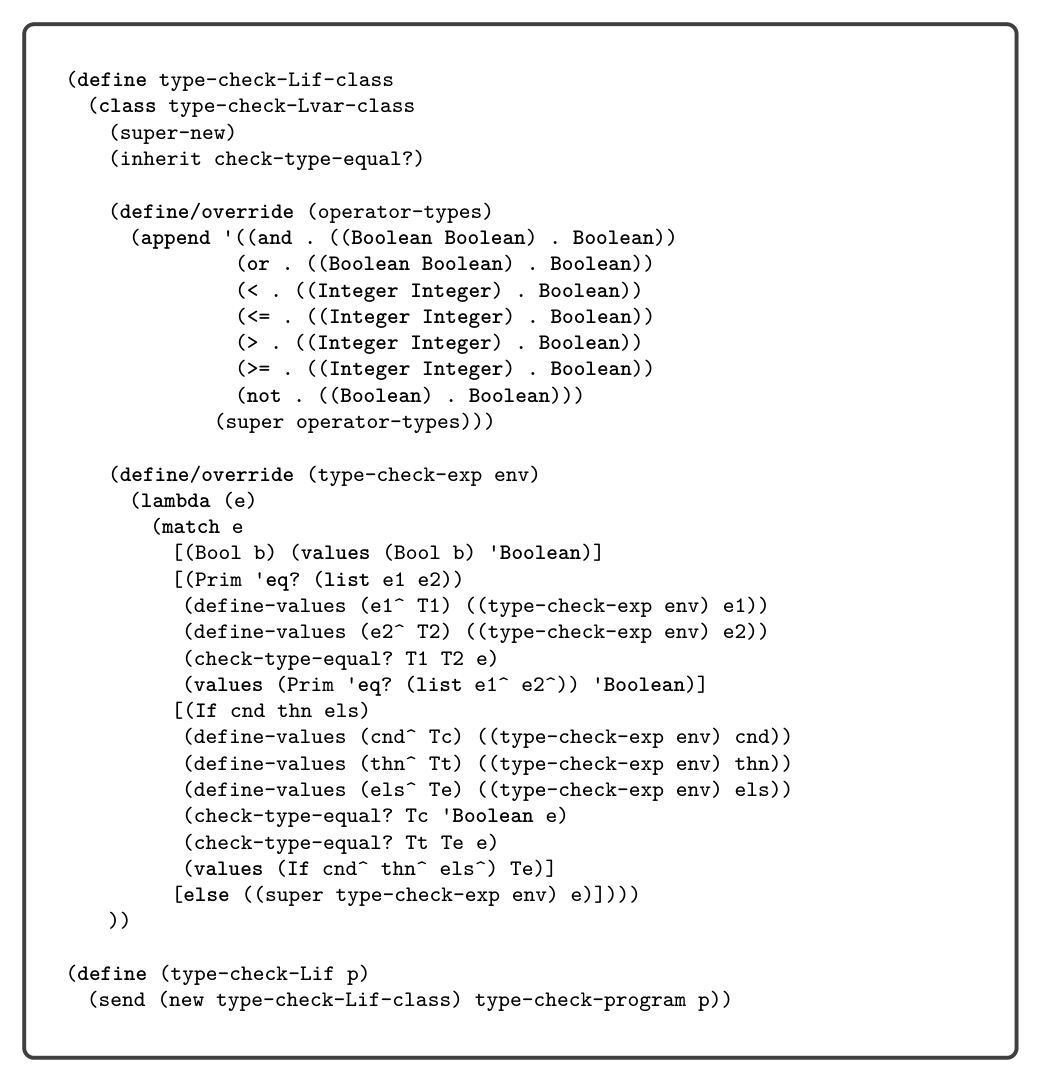 (define type-check-Lif-class
  (class type-check-Lvar-class
    (super-new)
    (inherit check-type-equal?)

    (define/override (operator-types)
      (append '((and . ((Boolean Boolean) . Boolean))
                (or . ((Boolean Boolean) . Boolean))
                (< . ((Integer Integer) . Boolean))
                (<= . ((Integer Integer) . Boolean))
                (> . ((Integer Integer) . Boolean))
                (>= . ((Integer Integer) . Boolean))
                (not . ((Boolean) . Boolean)))
              (super operator-types)))

    (define/override (type-check-exp env)
      (lambda (e)
        (match e
          [(Bool b) (values (Bool b) 'Boolean)]
          [(Prim 'eq? (list e1 e2))
           (define-values (e1^ T1) ((type-check-exp env) e1))
           (define-values (e2^ T2) ((type-check-exp env) e2))
           (check-type-equal? T1 T2 e)
           (values (Prim 'eq? (list e1^ e2^)) 'Boolean)]
          [(If cnd thn els)
           (define-values (cnd^ Tc) ((type-check-exp env) cnd))
           (define-values (thn^ Tt) ((type-check-exp env) thn))
           (define-values (els^ Te) ((type-check-exp env) els))
           (check-type-equal? Tc 'Boolean e)
           (check-type-equal? Tt Te e)
           (values (If cnd^ thn^ els^) Te)]
          [else ((super type-check-exp env) e)])))
    ))

(define (type-check-Lif p)
  (send (new type-check-Lif-class) type-check-program p))